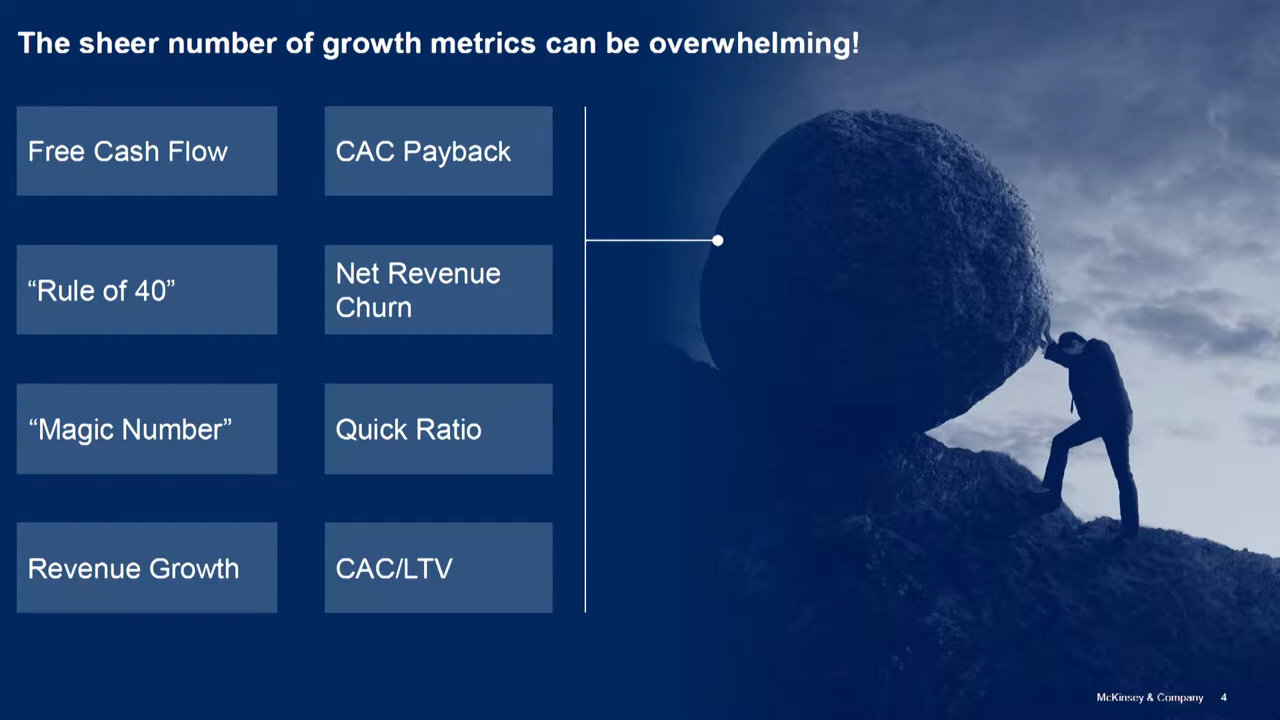 The sheer number of growth metrics can be overwhelming!
Free Cash Flow
CAC Payback
“Rule of 40”
Net Revenue
Churn
“Magic Number”
Quick Ratio
Revenue Growth
CAC/LTV
McKinsey & Company 4